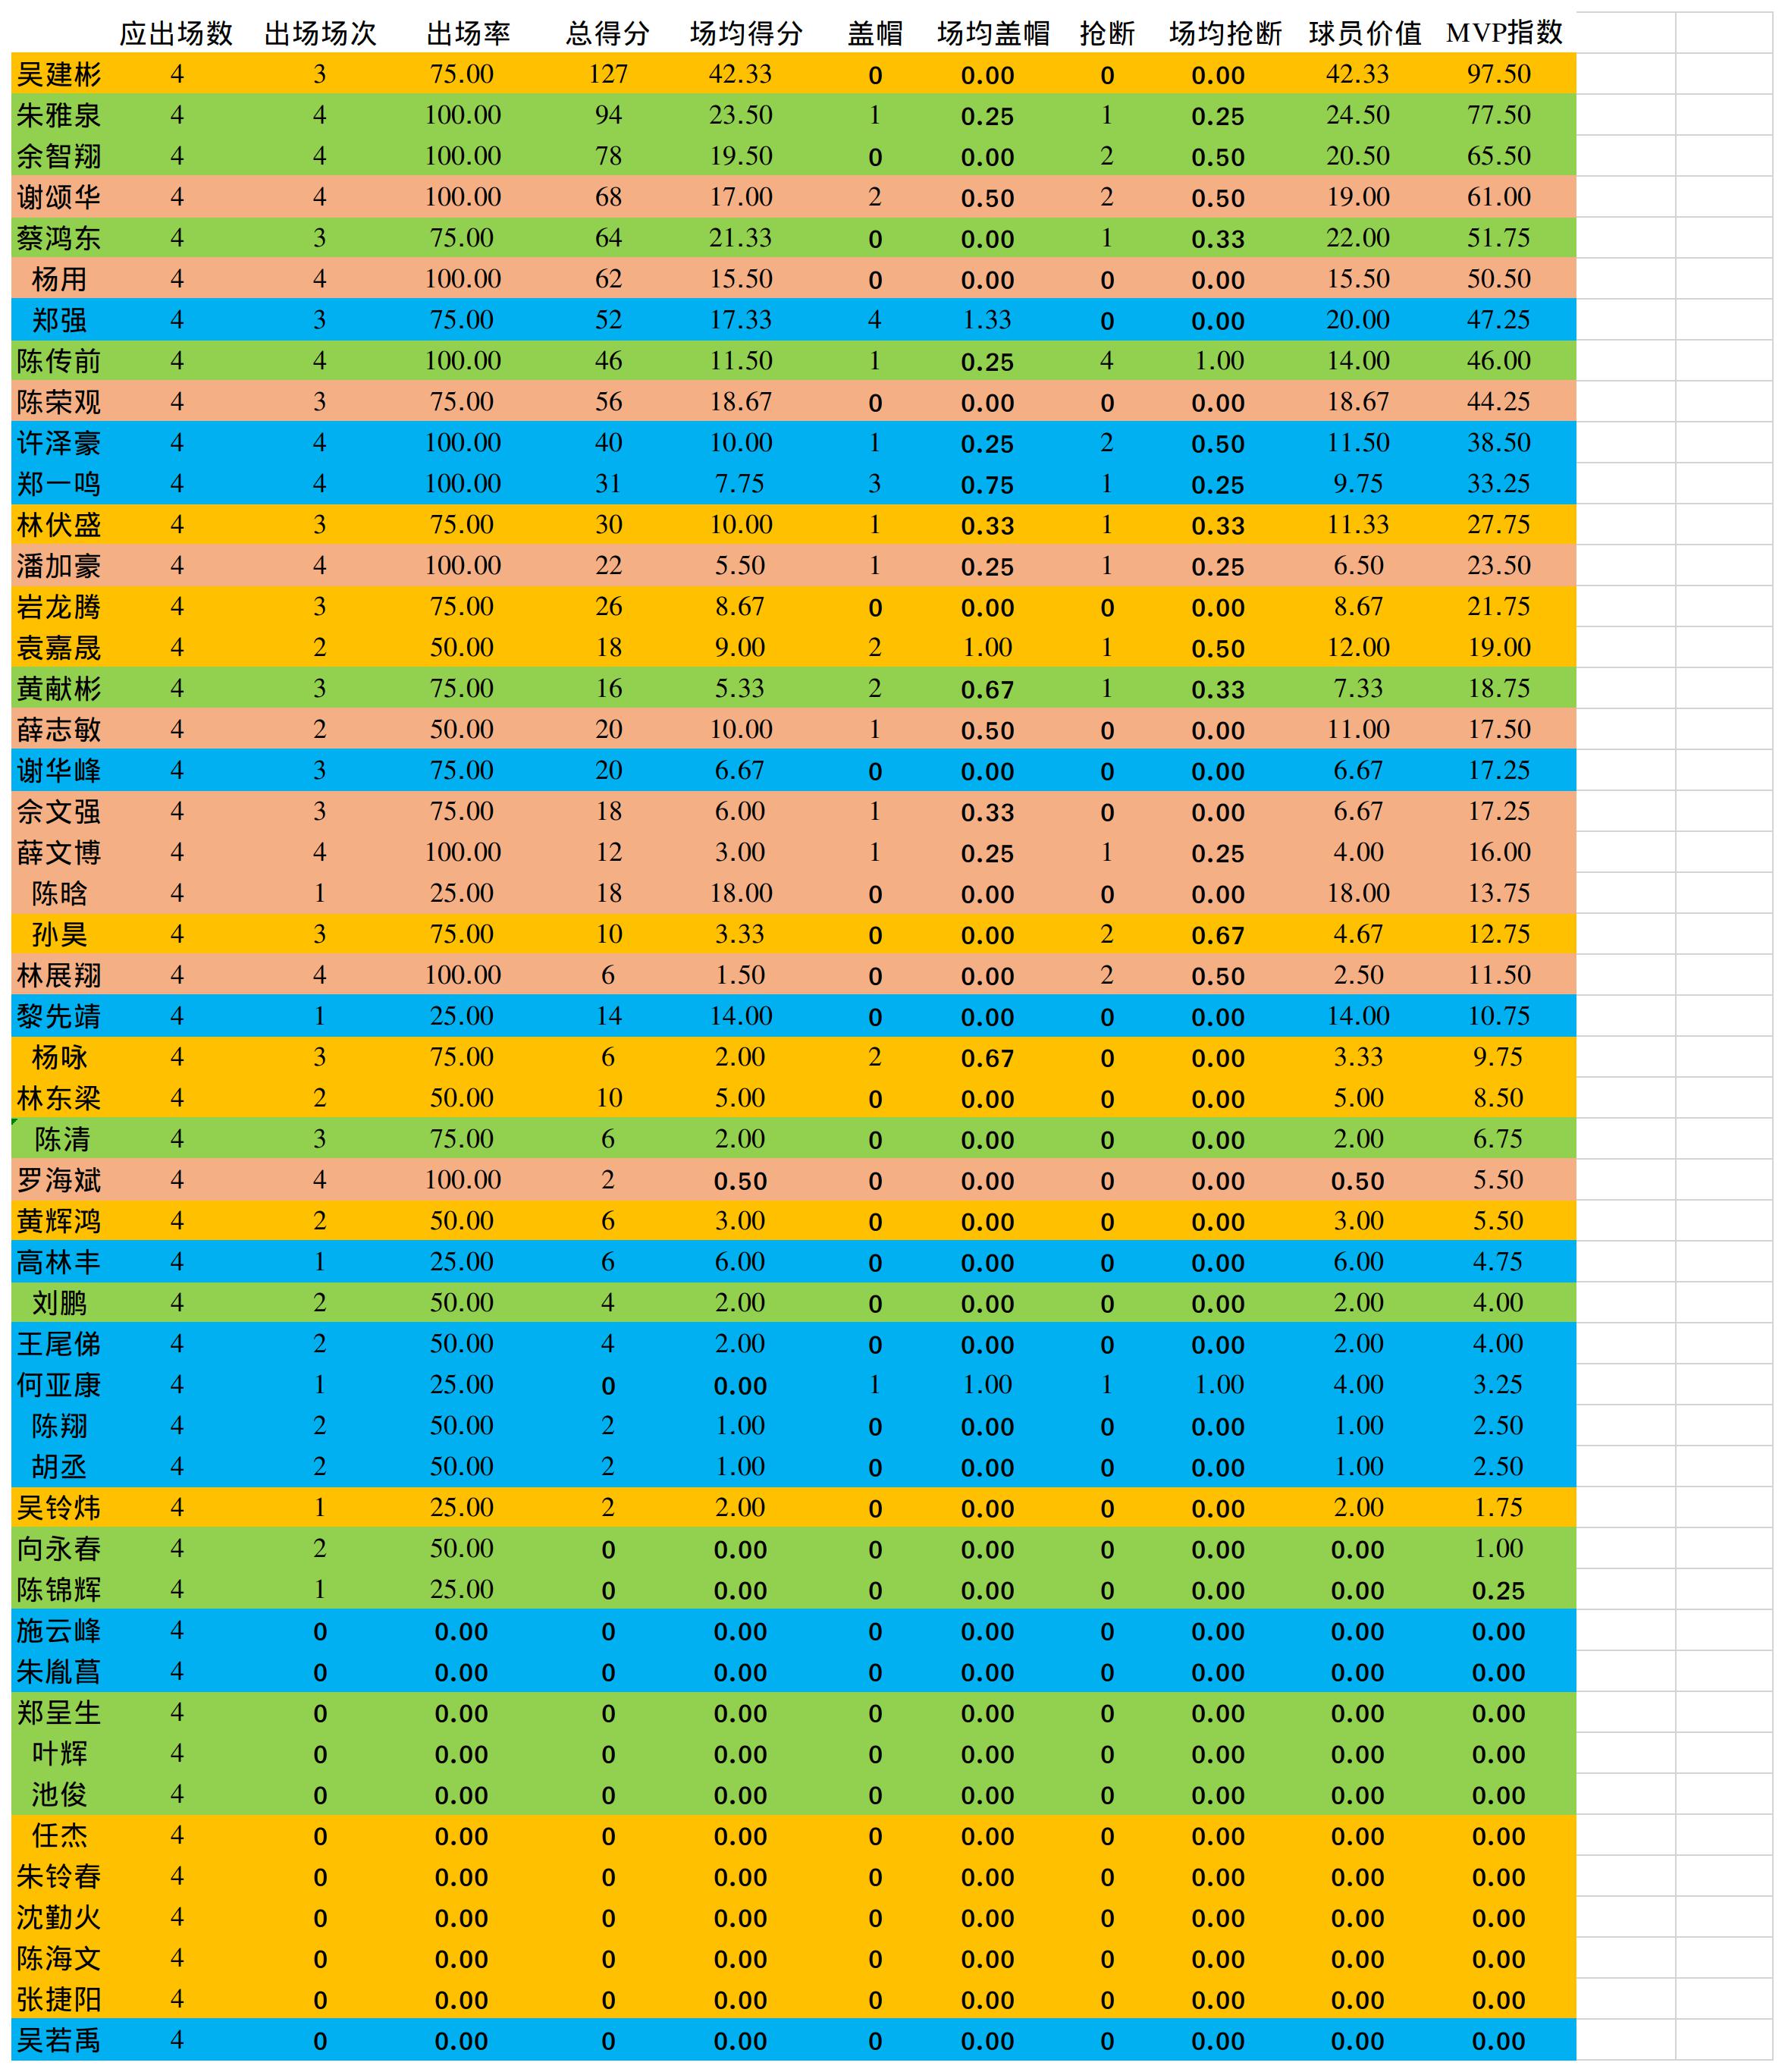 应出场数 出场场次 出场率 总得分 场均得分 盖帽 场均盖帽 抢断 场均抢断 球员价值 MVP指数
吴建彬 4 3 75.00 127 42.33 0 0.00 0 0.00 42.33 97.50
朱雅泉 4 4 100.00 94 23.50 1 0.25 1 0.25 24.50 77.50
余智翔 4 4 100.00 78 19.50 0 0.00 2 0.50 20.50 65.50
谢颂华 4 4 100.00 68 17.00 2 0.50 2 0.50 19.00 61.00
蔡鸿东 4 3 75.00 64 21.33 0 0.00 1 0.33 22.00 51.75
杨用 4 4 100.00 62 15.50 0 0.00 0 0.00 15.50 50.50
郑强 4 3 75.00 52 17.33 4 1.33 0 0.00 20.00 47.25
陈传前 4 4 100.00 46 11.50 1 0.25 4 1.00 14.00 46.00
陈荣观 4 3 75.00 56 18.67 0 0.00 0 0.00 18.67 44.25
许泽豪 4 4 100.00 40 10.00 1 0.25 2 0.50 11.50 38.50
郑一鸣 4 4 100.00 31 7.75 3 0.75 1 0.25 9.75 33.25
林伏盛 4 3 75.00 30 10.00 1 0.33 1 0.33 11.33 27.75
潘加豪 4 4 100.00 22 5.50 1 0.25 1 0.25 6.50 23.50
岩龙腾 4 3 75.00 26 8.67 0 0.00 0 0.00 8.67 21.75
袁嘉晟 4 2 50.00 18 9.00 2 1.00 1 0.50 12.00 19.00
黄献彬 4 3 75.00 16 5.33 2 0.67 1 0.33 7.33 18.75
薛志敏 4 2 50.00 20 10.00 1 0.50 0 0.00 11.00 17.50
谢华峰 4 3 75.00 20 6.67 0 0.00 0 0.00 6.67 17.25
佘文强 4 3 75.00 18 6.00 1 0.33 0 0.00 6.67 17.25
薛文博 4 4 100.00 12 3.00 1 0.25 1 0.25 4.00 16.00
陈晗 4 1 25.00 18 18.00 0 0.00 0 0.00 18.00 13.75
孙昊 4 3 75.00 10 3.33 0 0.00 2 0.67 4.67 12.75
林展翔 4 4 100.00 6 1.50 0 0.00 2 0.50 2.50 11.50
黎先靖 4 1 25.00 14 14.00 0 0.00 0 0.00 14.00 10.75
杨咏 4 3 75.00 6 2.00 2 0.67 0 0.00 3.33 9.75
林东梁 4 2 50.00 10 5.00 0 0.00 0 0.00 5.00 8.50
陈清 4 3 75.00 6 2.00 0 0.00 0 0.00 2.00 6.75
罗海斌 4 4 100.00 2 0.50 0 0.00 0 0.00 0.50 5.50
黄辉鸿 4 2 50.00 6 3.00 0 0.00 0 0.00 3.00 5.50
高林丰 4 1 25.00 6 6.00 0 0.00 0 0.00 6.00 4.75
刘鹏 4 2 50.00 4 2.00 0 0.00 0 0.00 2.00 4.00
王尾俤 4 2 50.00 4 2.00 0 0.00 0 0.00 2.00 4.00
何亚康 4 1 25.00 0 0.00 1 1.00 1 1.00 4.00 3.25
陈翔 4 2 50.00 2 1.00 0 0.00 0 0.00 1.00 2.50
胡丞 4 2 50.00 2 1.00 0 0.00 0 0.00 1.00 2.50
吴铃炜 4 1 25.00 2 2.00 0 0.00 0 0.00 2.00 1.75
向永春 4 2 50.00 0 0.00 0 0.00 0 0.00 0.00 1.00
陈锦辉 4 1 25.00 0 0.00 0 0.00 0 0.00 0.00 0.25
施云峰 4 0 0.00 0 0.00 0 0.00 0 0.00 0.00 0.00
朱胤菖 4 0 0.00 0 0.00 0 0.00 0 0.00 0.00 0.00
郑呈生 4 0 0.00 0 0.00 0 0.00 0 0.00 0.00 0.00
叶辉 4 0 0.00 0 0.00 0 0.00 0 0.00 0.00 0.00
池俊 4 0 0.00 0 0.00 0 0.00 0 0.00 0.00 0.00
任杰 4 0 0.00 0 0.00 0 0.00 0 0.00 0.00 0.00
朱铃春 4 0 0.00 0 0.00 0 0.00 0 0.00 0.00 0.00
沈勤火 4 0 0.00 0 0.00 0 0.00 0 0.00 0.00 0.00
陈海文 4 0 0.00 0 0.00 0 0.00 0 0.00 0.00 0.00
张捷阳 4 0 0.00 0 0.00 0 0.00 0 0.00 0.00 0.00
吴若禹 4 0 0.00 0 0.00 0 0.00 0 0.00 0.00 0.00